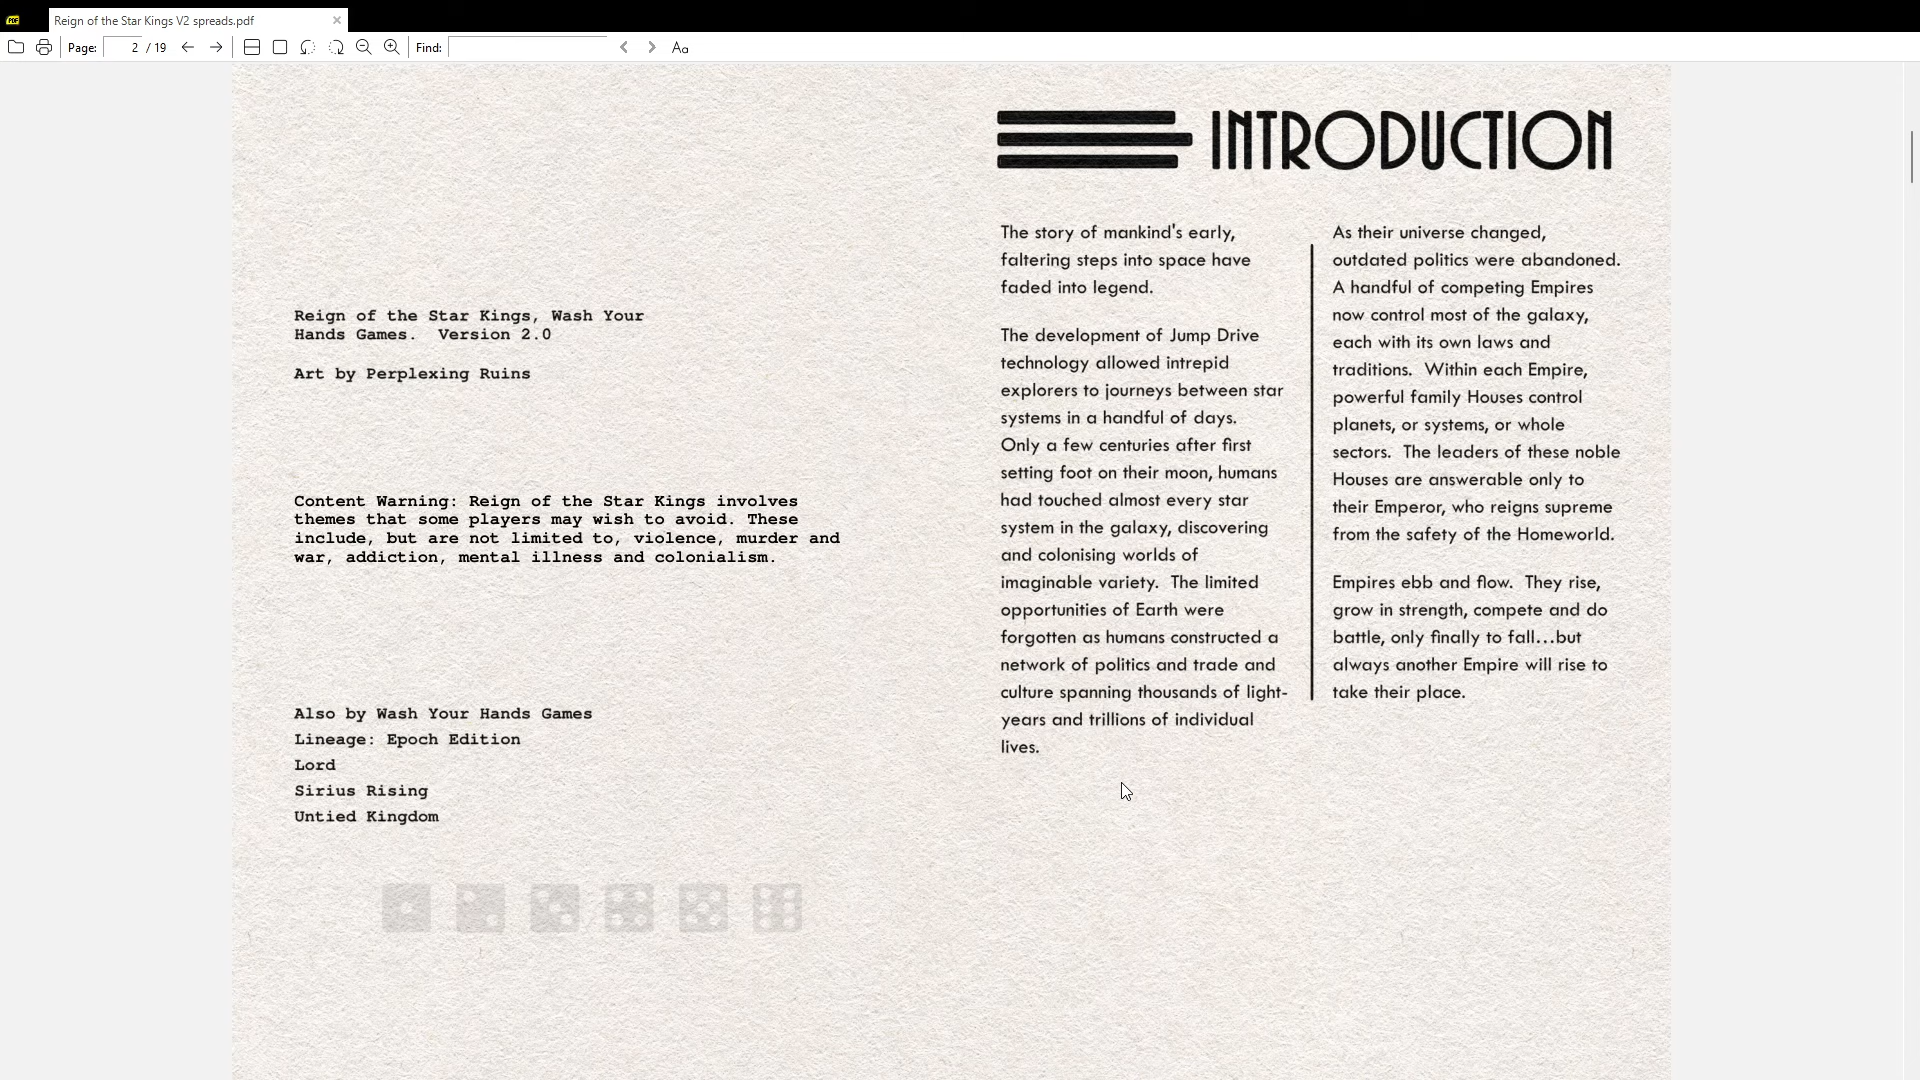 Reign of the Star Kings V2 spreads.pdf
Page: 2 / 19
Find:
Aa
Reign of the Star Kings, Wash Your
Hands Games.  Version 2.0
Art by Perplexing Ruins
Content Warning: Reign of the Star Kings involves
themes that some players may wish to avoid. These
include, but are not limited to, violence, murder and
war, addiction, mental illness and colonialism.
Also by Wash Your Hands Games
Lineage: Epoch Edition
Lord
Sirius Rising
Untied Kingdom
INTRODUCTION
The story of mankind's early,
faltering steps into space have
faded into legend.
The development of Jump Drive
technology allowed intrepid
explorers to journeys between star
systems in a handful of days.
Only a few centuries after first
setting foot on their moon, humans
had touched almost every star
system in the galaxy, discovering
and colonising worlds of
imaginable variety.  The limited
opportunities of Earth were
forgotten as humans constructed a
network of politics and trade and
culture spanning thousands of light-
years and trillions of individual
lives.
As their universe changed,
outdated politics were abandoned.
A handful of competing Empires
now control most of the galaxy,
each with its own laws and
traditions.  Within each Empire,
powerful family Houses control
planets, or systems, or whole
sectors.  The leaders of these noble
Houses are answerable only to
their Emperor, who reigns supreme
from the safety of the Homeworld.
Empires ebb and flow.  They rise,
grow in strength, compete and do
battle, only finally to fall...but
always another Empire will rise to
take their place.